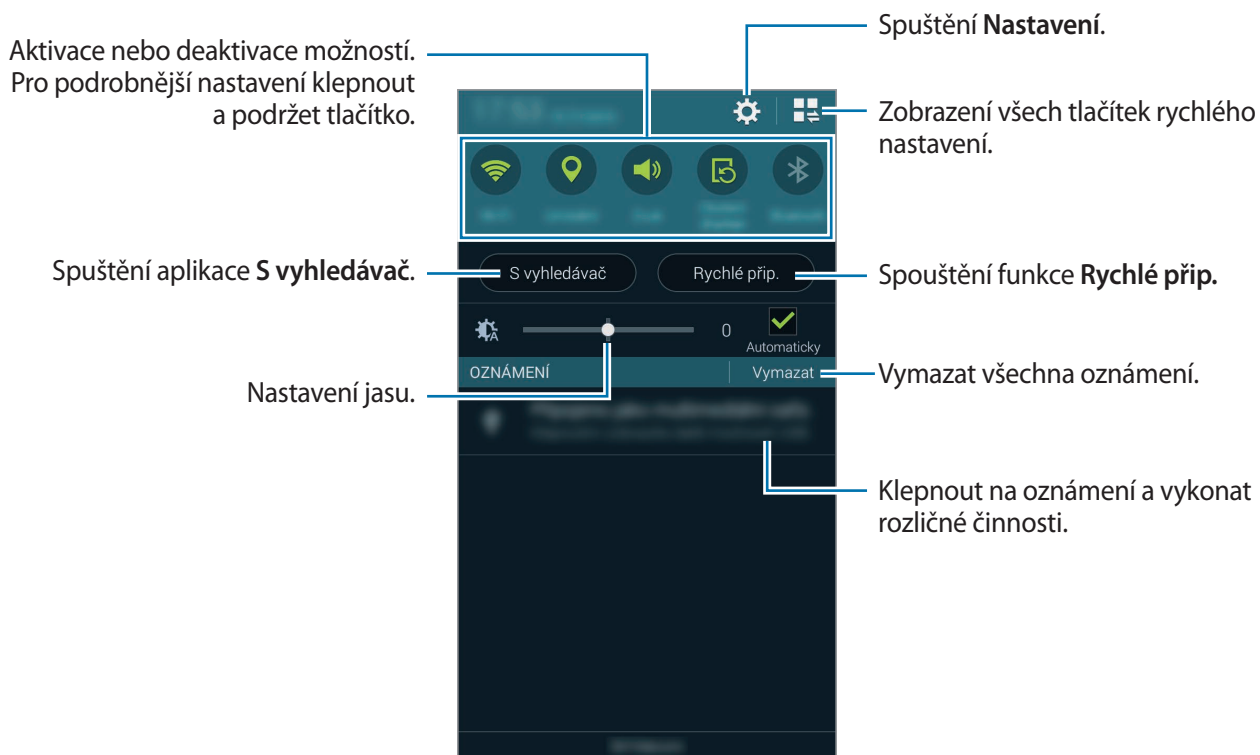 Spuštění Nastavení.
Aktivace nebo deaktivace možností.
Pro podrobnější nastavení klepnout
a podržet tlačítko.
Zobrazení všech tlačítek rychlého
nastavení.
Spuštění aplikace S vyhledávač.
S vyhledávač
Rychlé přip.
Spouštění funkce Rychlé přip.
0
Automaticky
OZNÁMENÍ
Vymazat
Nastavení jasu.
Vymazat všechna oznámení.
Klepnout na oznámení a vykonat
rozličné činnosti.